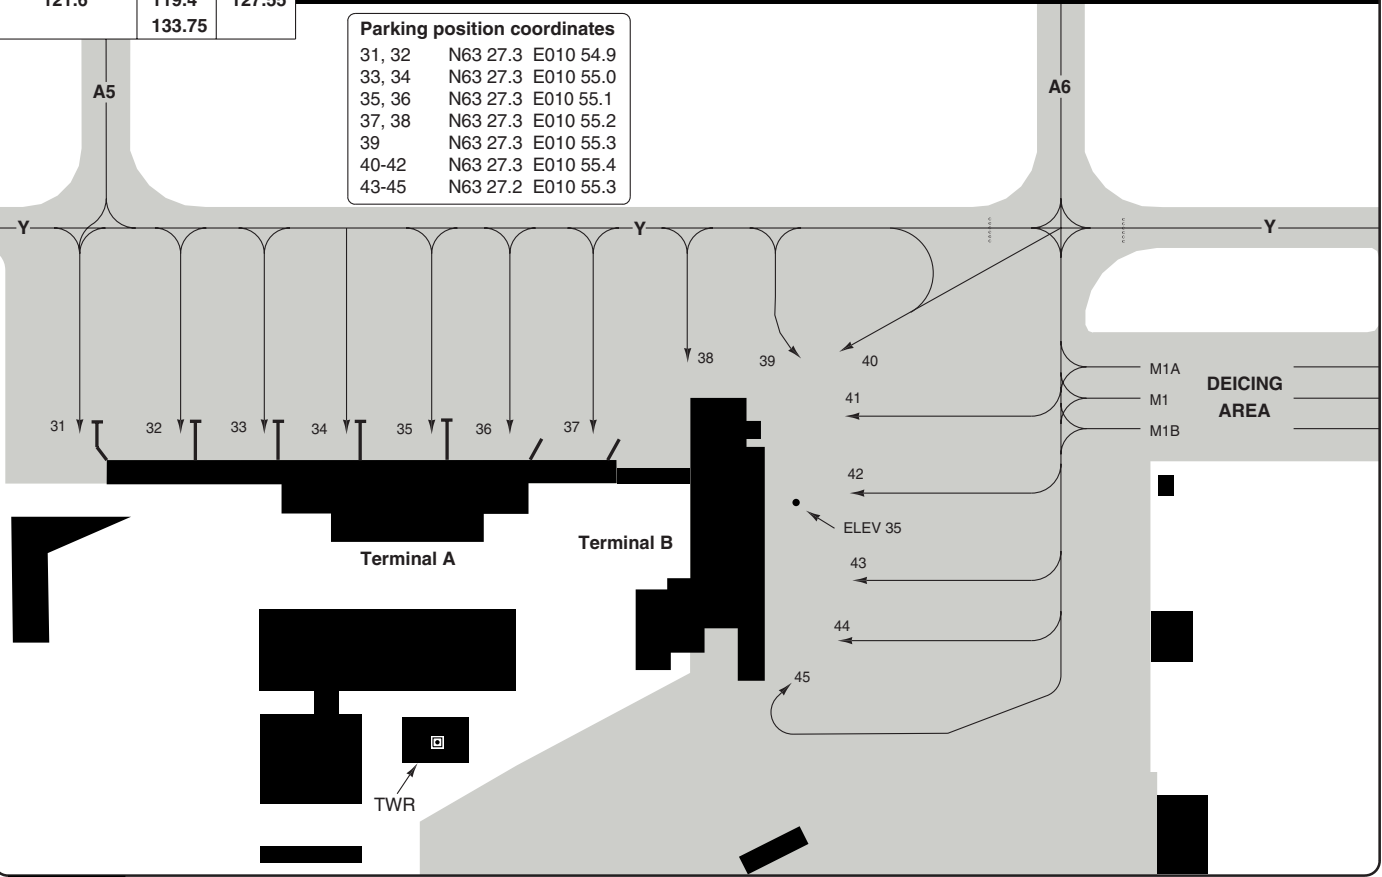 121.6 119.4 127.55
133.75
Parking position coordinates
31, 32 N63 27.3 E010 54.9
33, 34 N63 27.3 E010 55.0
35, 36 N63 27.3 E010 55.1
37, 38 N63 27.3 E010 55.2
39 N63 27.3 E010 55.3
40-42 N63 27.3 E010 55.4
43-45 N63 27.2 E010 55.3
A5
A6
Y
Y
Y
31
32
33
34
35
36
37
38
39
40
41
42
ELEV 35
43
44
45
M1A
M1
M1B
DEICING
AREA
Terminal A
Terminal B
TWR